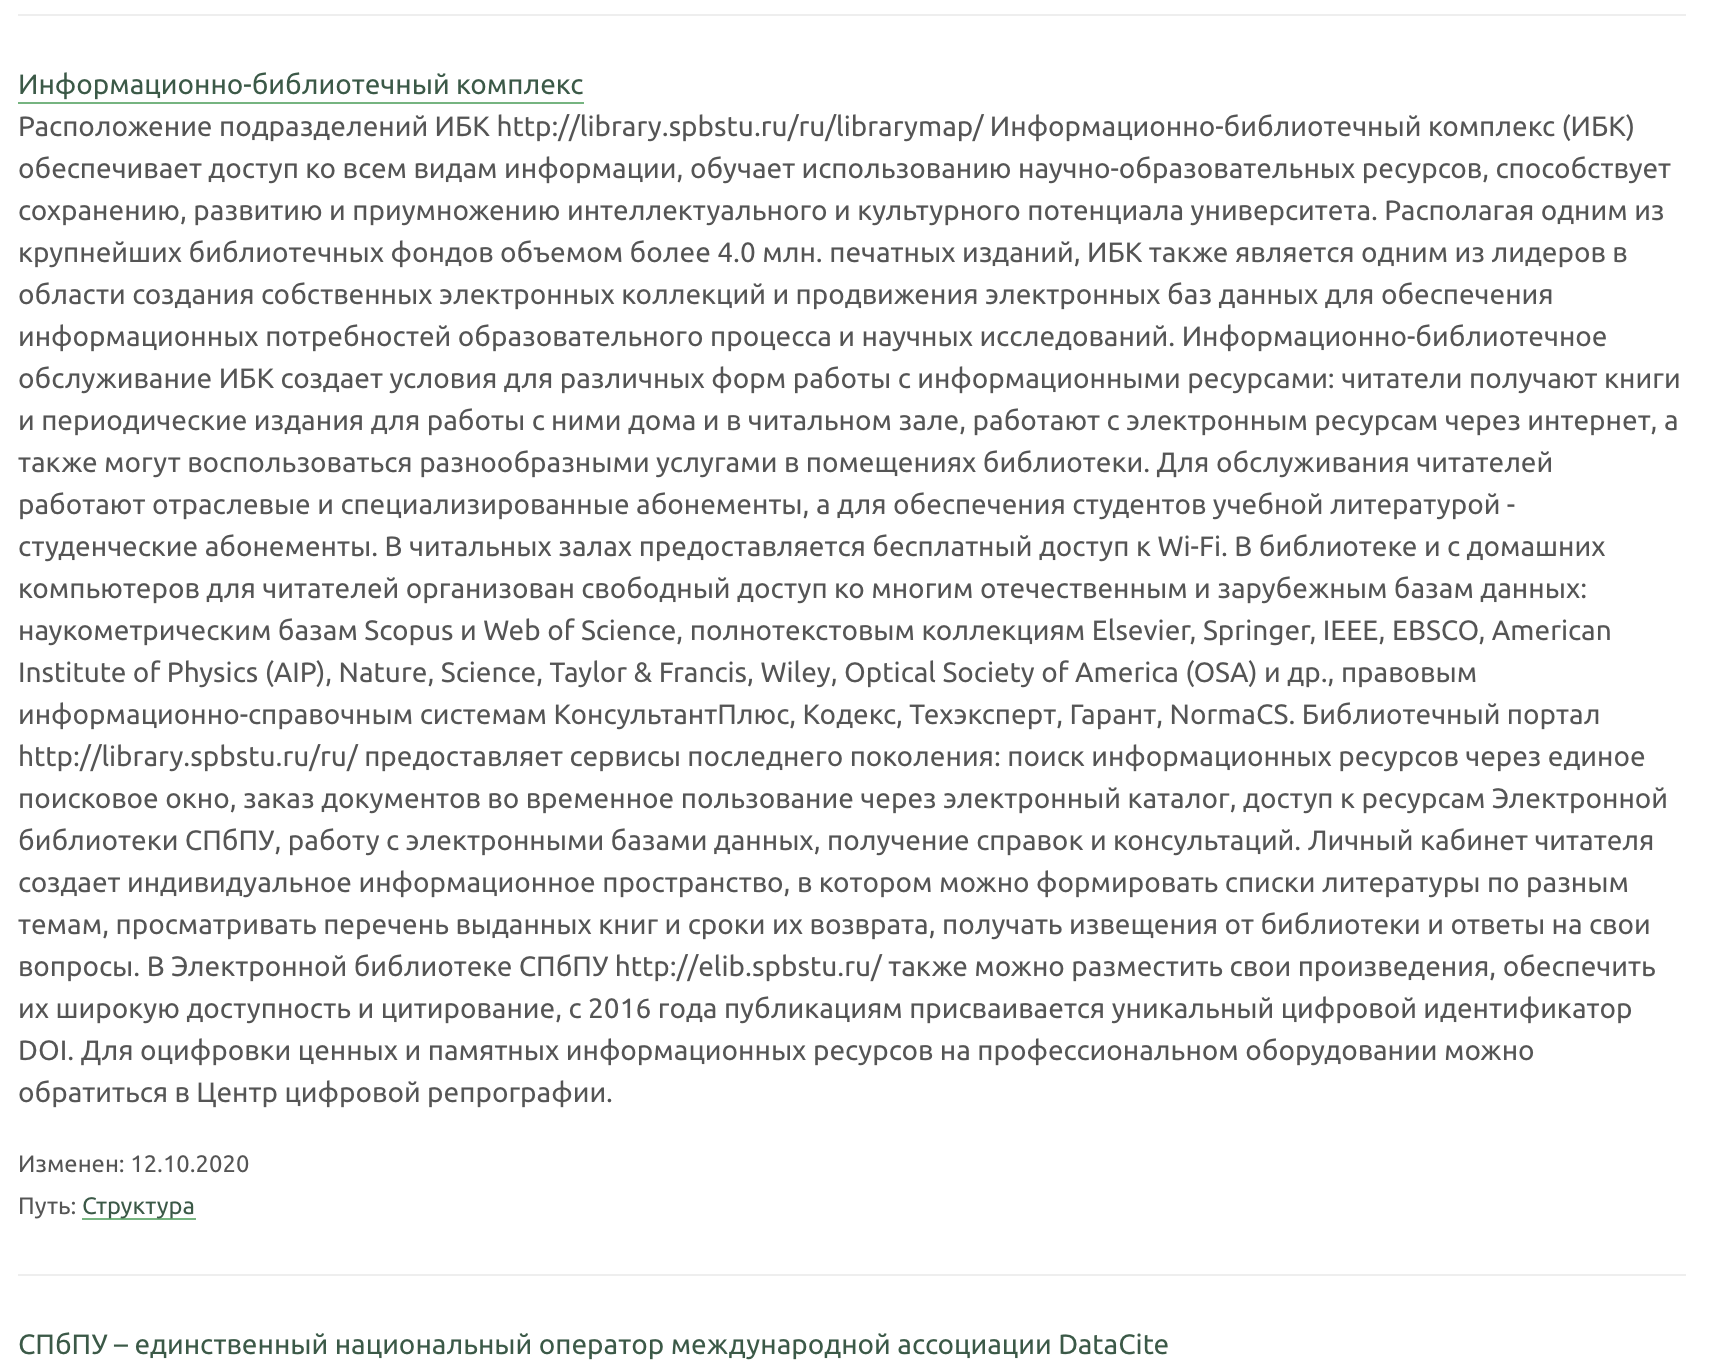 Информационно-библиотечный комплекс
Расположение подразделений ИБК http://library.spbstu.ru/ru/librarymap/ Информационно-библиотечный комплекс (ИБК)
обеспечивает доступ ко всем видам информации, обучает использованию научно-образовательных ресурсов, способствует
сохранению, развитию и приумножению интеллектуального и культурного потенциала университета. Располагая одним из
крупнейших библиотечных фондов объемом более 4.0 млн. печатных изданий, ИБК также является одним из лидеров в
области создания собственных электронных коллекций и продвижения электронных баз данных для обеспечения
информационных потребностей образовательного процесса и научных исследований. Информационно-библиотечное
обслуживание ИБК создает условия для различных форм работы с информационными ресурсами: читатели получают книги
и периодические издания для работы с ними дома и в читальном зале, работают с электронным ресурсам через интернет, а
также могут воспользоваться разнообразными услугами в помещениях библиотеки. Для обслуживания читателей
работают отраслевые и специализированные абонементы, а для обеспечения студентов учебной литературой -
студенческие абонементы. В читальных залах предоставляется бесплатный доступ к Wi-Fi. В библиотеке и с домашних
компьютеров для читателей организован свободный доступ ко многим отечественным и зарубежным базам данных:
наукометрическим базам Scopus и Web of Science, полнотекстовым коллекциям Elsevier, Springer, IEEE, EBSCO, American
Institute of Physics (AIP), Nature, Science, Taylor & Francis, Wiley, Optical Society of America (OSA) и др., правовым
информационно-справочным системам КонсультантПлюс, Кодекс, Техэксперт, Гарант, NormaCS. Библиотечный портал
http://library.spbstu.ru/ru/ предоставляет сервисы последнего поколения: поиск информационных ресурсов через единое
поисковое окно, заказ документов во временное пользование через электронный каталог, доступ к ресурсам Электронной
библиотеки СПбПУ, работу с электронными базами данных, получение справок и консультаций. Личный кабинет читателя
создает индивидуальное информационное пространство, в котором можно формировать списки литературы по разным
темам, просматривать перечень выданных книг и сроки их возврата, получать извещения от библиотеки и ответы на свои
вопросы. В Электронной библиотеке СПбПУ http://elib.spbstu.ru/ также можно разместить свои произведения, обеспечить
их широкую доступность и цитирование, с 2016 года публикациям присваивается уникальный цифровой идентификатор
DOI. Для оцифровки ценных и памятных информационных ресурсов на профессиональном оборудовании можно
обратиться в Центр цифровой репрографии.
Изменен: 12.10.2020
Путь: Структура
СПбПУ – единственный национальный оператор международной ассоциации DataCite